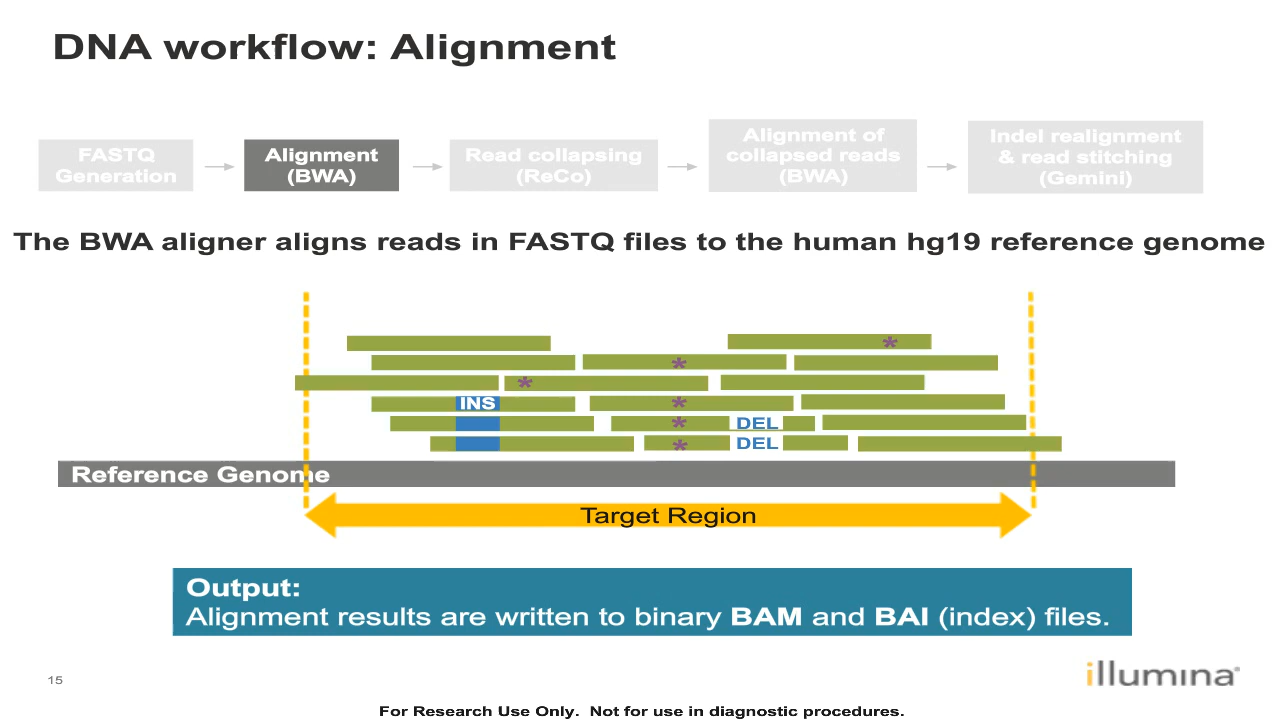 DNA workflow: Alignment
FASTQ
Generation
Alignment
(BWA)
Read collapsing
(ReCo)
Alignment of
collapsed reads
(BWA)
Indel realignment
& read stitching
(Gemini)
The BWA aligner aligns reads in FASTQ files to the human hg19 reference genome
*
*
*
INS
*
*
DEL
*
DEL
Reference Genome
Target Region
Output:
Alignment results are written to binary BAM and BAI (index) files.
15
illumina®
For Research Use Only. Not for use in diagnostic procedures.